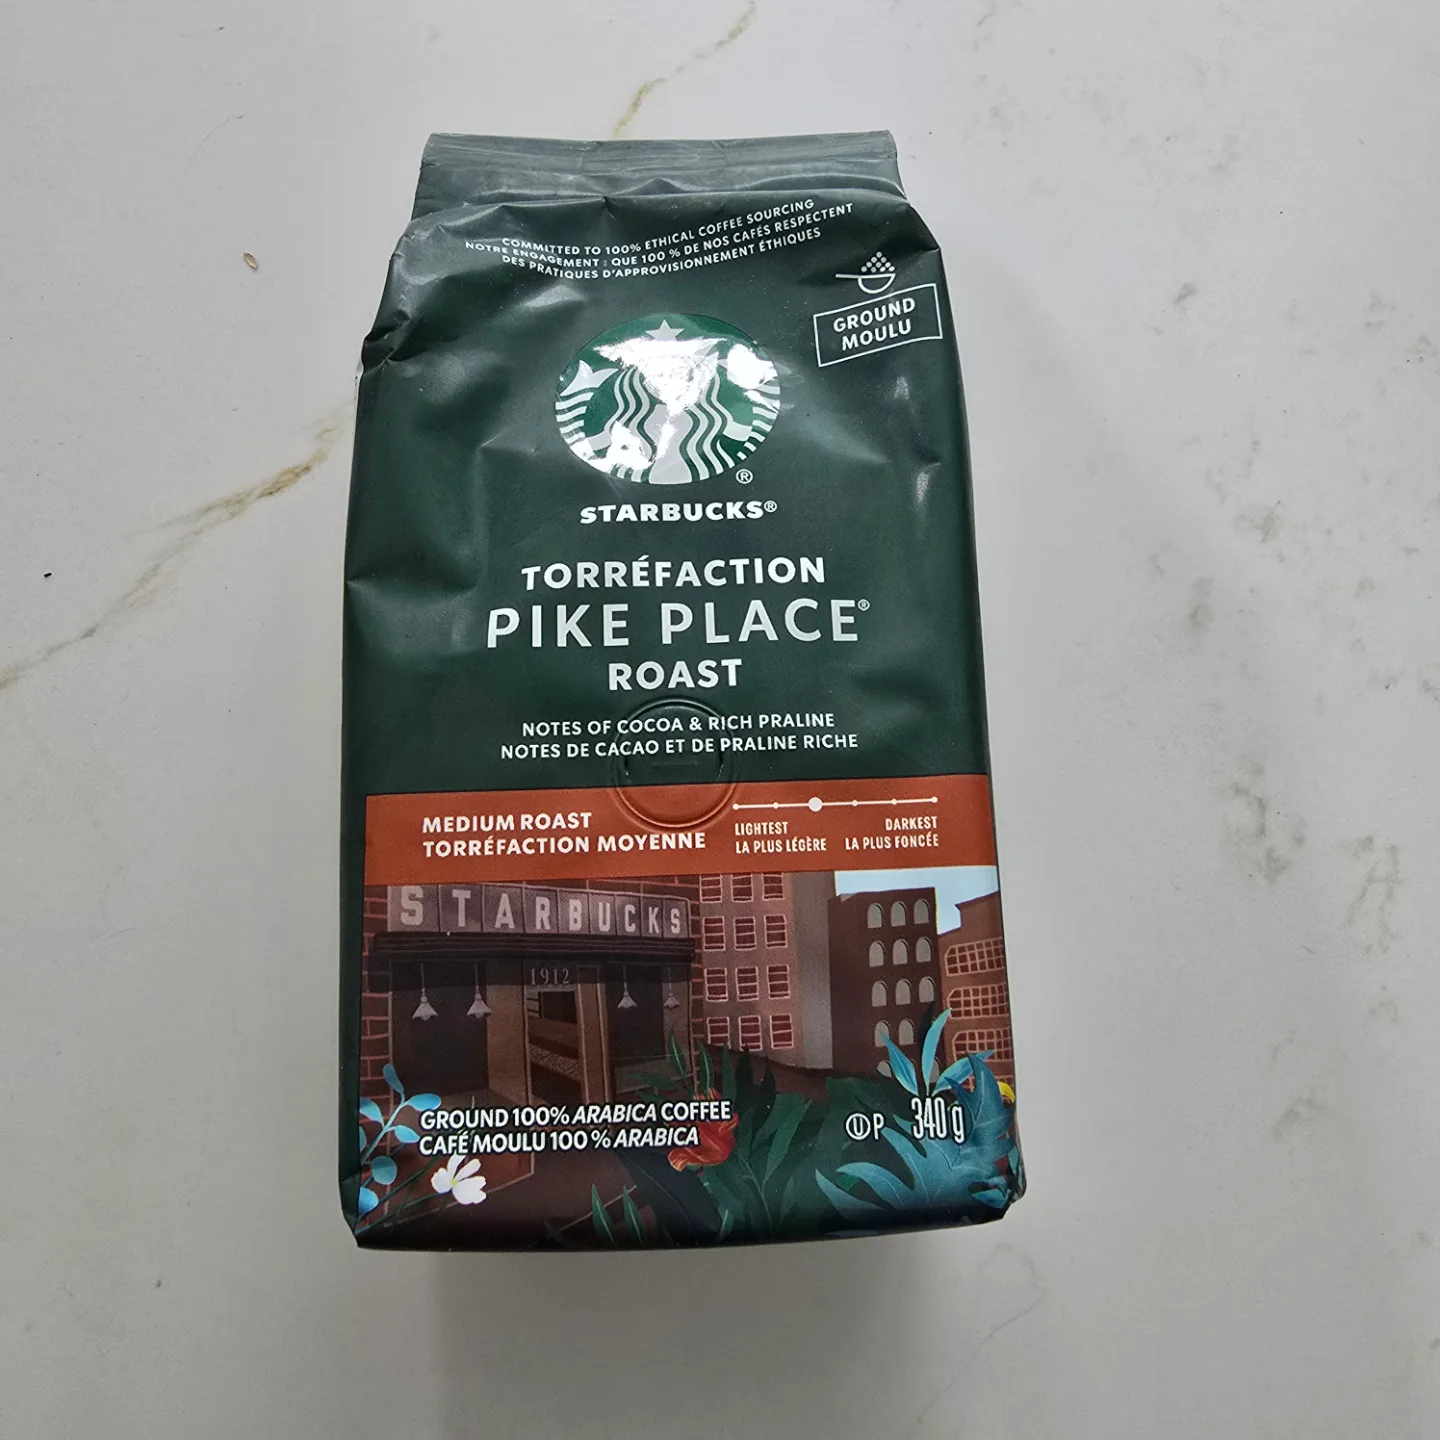 COMMITTED TO 100% ETHICAL COFFEE SOURCING
NOTRE ENGAGEMENT : QUE 100 % DE NOS CAFÉS RESPECTENT
DES PRATIQUES D'APPROVISIONNEMENT ÉTHIQUES
GROUND
MOULU
®
STARBUCKS®
TORRÉFACTION
PIKE PLACE®
ROAST
NOTES OF COCOA & RICH PRALINE
NOTES DE CACAO ET DE PRALINE RICHE
MEDIUM ROAST
TORRÉFACTION MOYENNE
LIGHTEST
LA PLUS LÉGÈRE
DARKEST
LA PLUS FONCÉE
STARBUCKS
1912
GROUND 100% ARABICA COFFEE
CAFÉ MOULU 100 % ARABICA
Ⓤ P
340 g